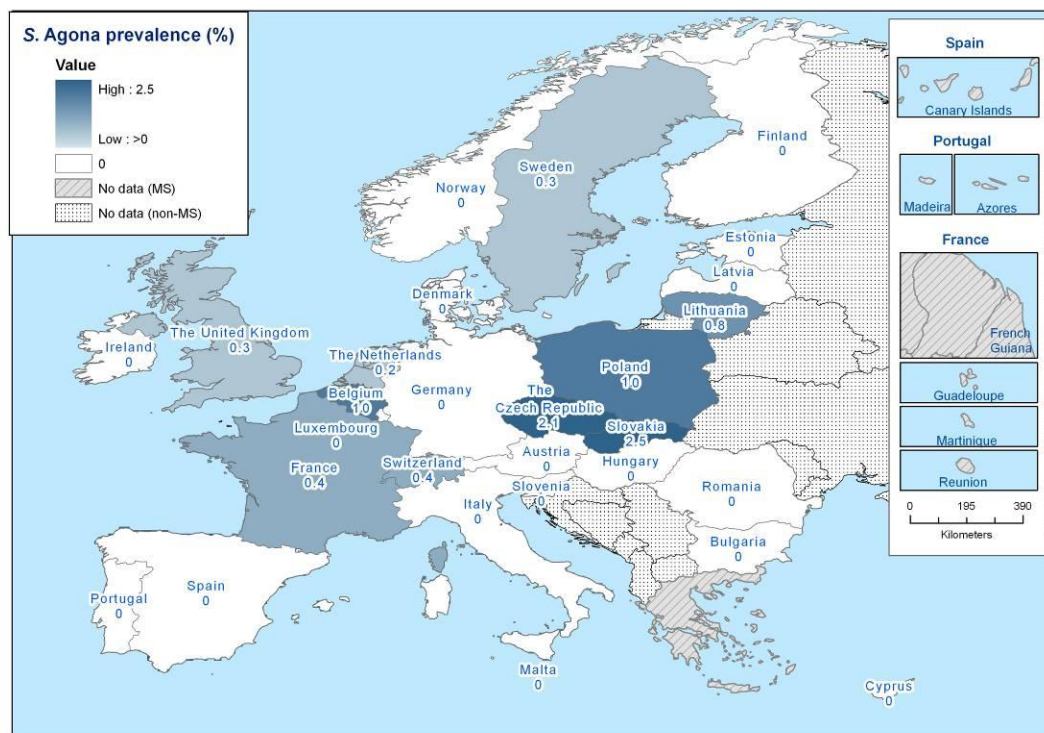 S. Agona prevalence (%)
Value
High : 2.5
Low : >0
0
No data (MS)
No data (non-MS)
Finland
0
Sweden
0.3
Norway
0
Estonia
0
Latvia
0
Denmark
0
Lithuania
0.8
The United Kingdom
0.3
Ireland
0
The Netherlands
0.2
Poland
10
Germany
0
Belgium
10
The
Czech Republic
2.1
Slovakia
2.5
Luxembourg
0
France
0.4
Switzerland
0.4
Austria
0
Hungary
0
Slovenia
0
Romania
0
Italy
0
Bulgaria
0
Spain
0
Portugal
0
Malta
0
Cyprus
0
Spain
Canary Islands
Portugal
Madeira
Azores
France
French
Guiana
Guadeloupe
Martinique
Reunion
0 195 390
Kilometers